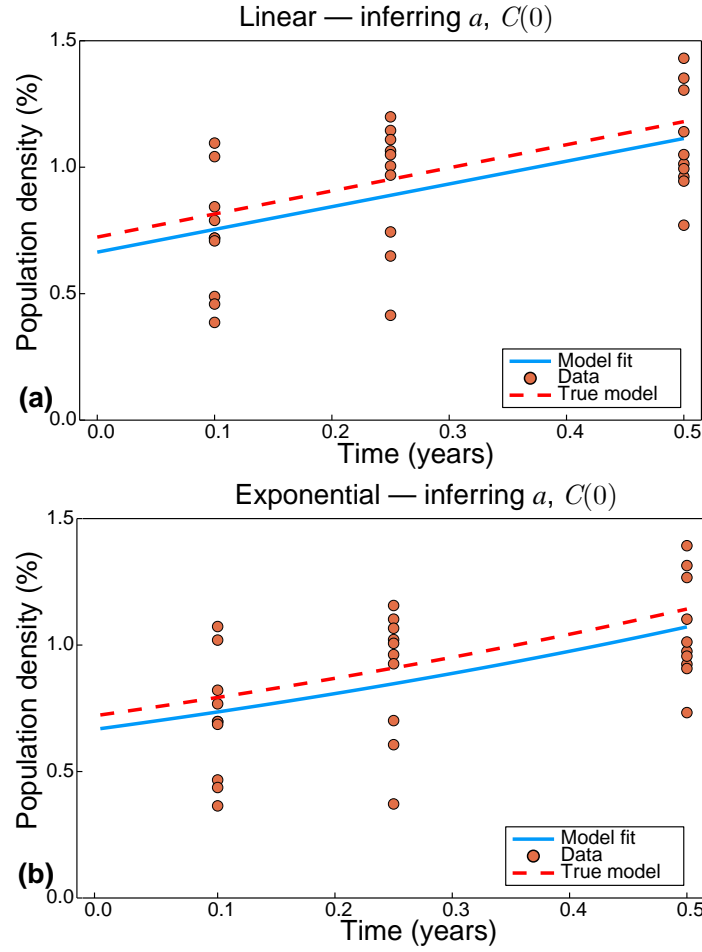 Linear — inferring a, C(0)
Population density (%)
1.5
1.0
0.5
0.0
Model fit
Data
True model
(a)
0.0 0.1 0.2 0.3 0.4 0.5
Time (years)
Exponential — inferring a, C(0)
Population density (%)
1.5
1.0
0.5
0.0
Model fit
Data
True model
(b)
0.0 0.1 0.2 0.3 0.4 0.5
Time (years)